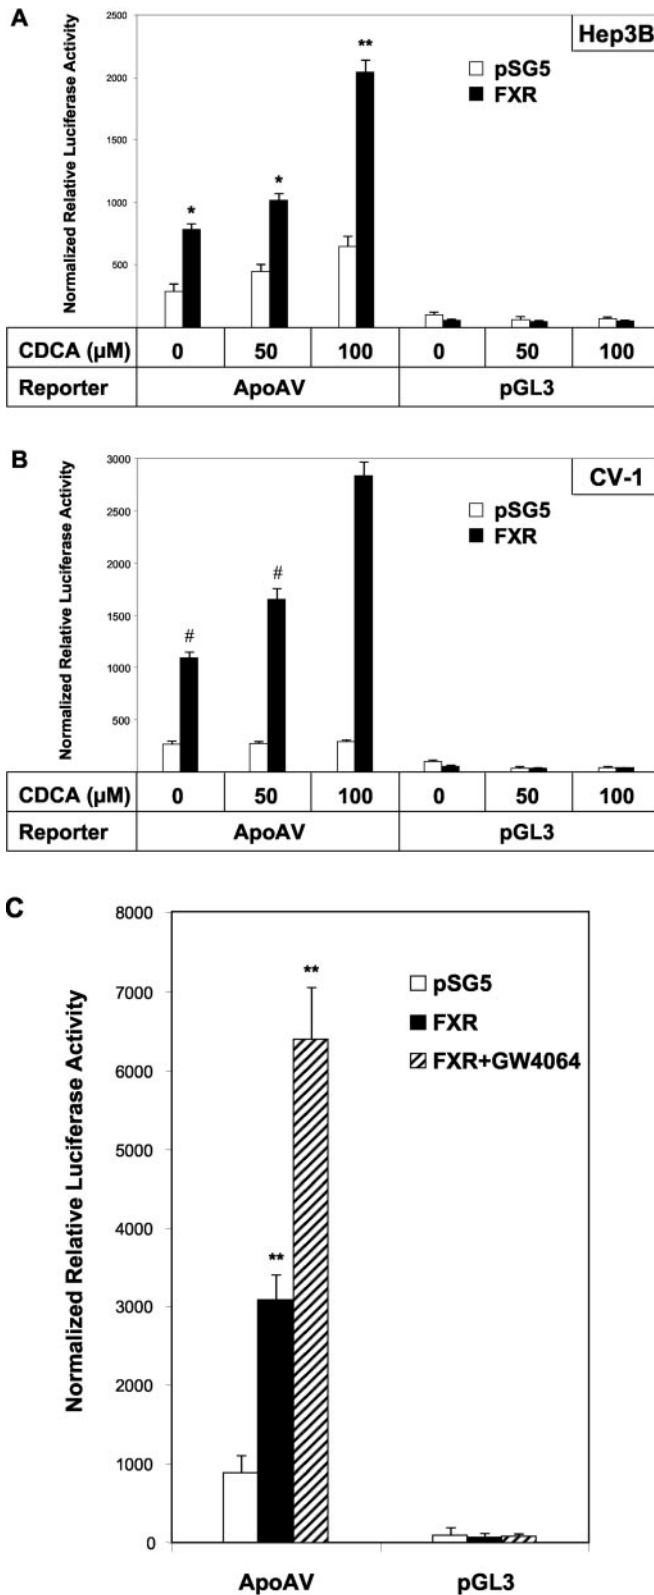 A
Hep3B
Normalized Relative Luciferase Activity
2500
2000
1500
1000
500
pSG5
FXR
* * **
CDCA (µM) 0 50 100 0 50 100
Reporter ApoAV pGL3
B
CV-1
Normalized Relative Luciferase Activity
3000
2500
2000
1500
1000
500
pSG5
FXR
# #
CDCA (µM) 0 50 100 0 50 100
Reporter ApoAV pGL3
C
Normalized Relative Luciferase Activity
8000
7000
6000
5000
4000
3000
2000
1000
0
pSG5
FXR
FXR+GW4064
** **
ApoAV pGL3